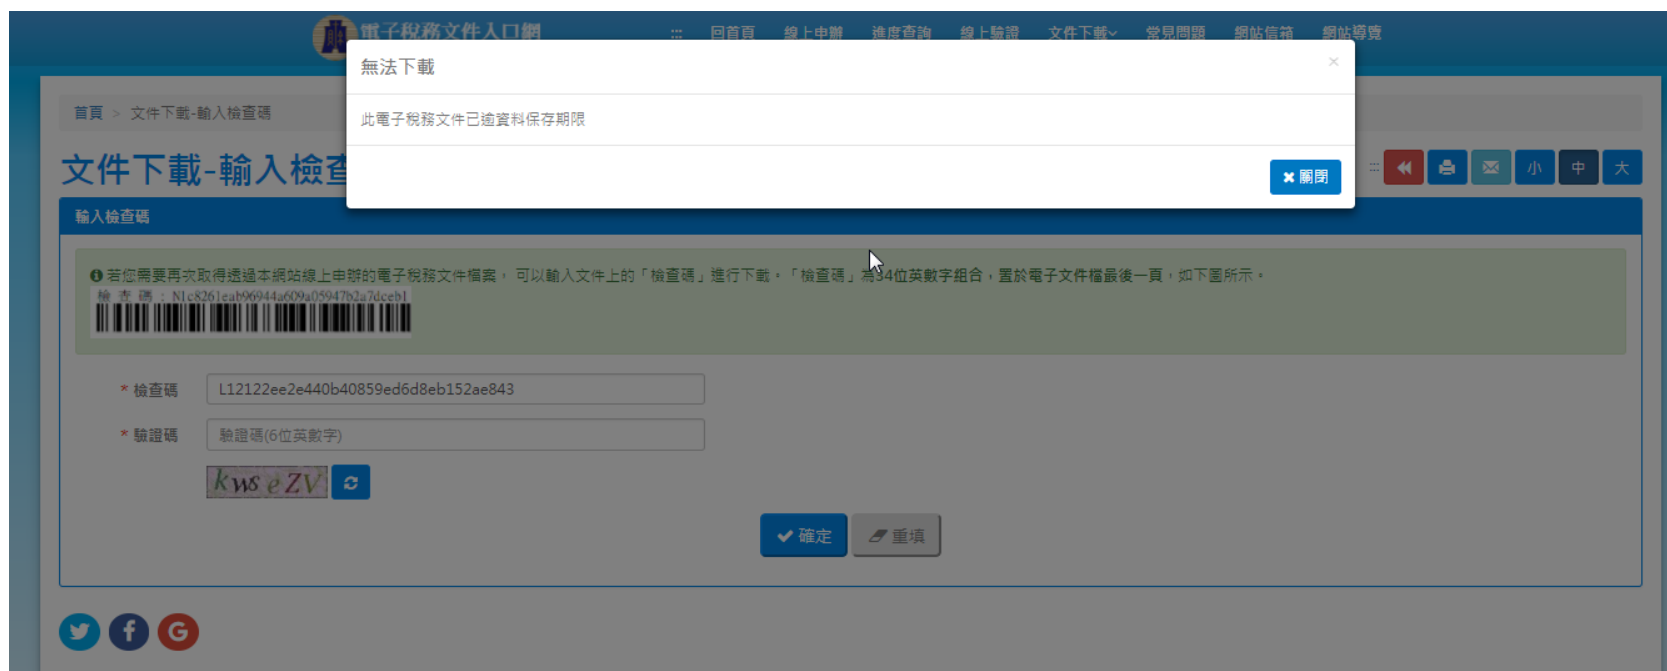 電子稅務文件入口網
::: 回首頁 線上申辦 進度查詢 線上驗證 文件下載 常見問題 網站信箱 網站導覽
無法下載 ×
首頁 > 文件下載-輸入檢查碼
此電子稅務文件已逾資料保存期限
文件下載-輸入檢查
關閉
::: 小 中 大
輸入檢查碼
若您需要再次取得透過本網站線上申辦的電子稅務文件檔案, 可以輸入文件上的「檢查碼」進行下載。「檢查碼」為34位英數字組合,置於電子文件檔最後一頁,如下圖所示。
檢 查 碼 : N1c8261eab96944a609a05947b2a7dceb1
* 檢查碼 L12122ee2e440b40859ed6d8eb152ae843
* 驗證碼 驗證碼(6位英數字)
kwseZV
確定 重填